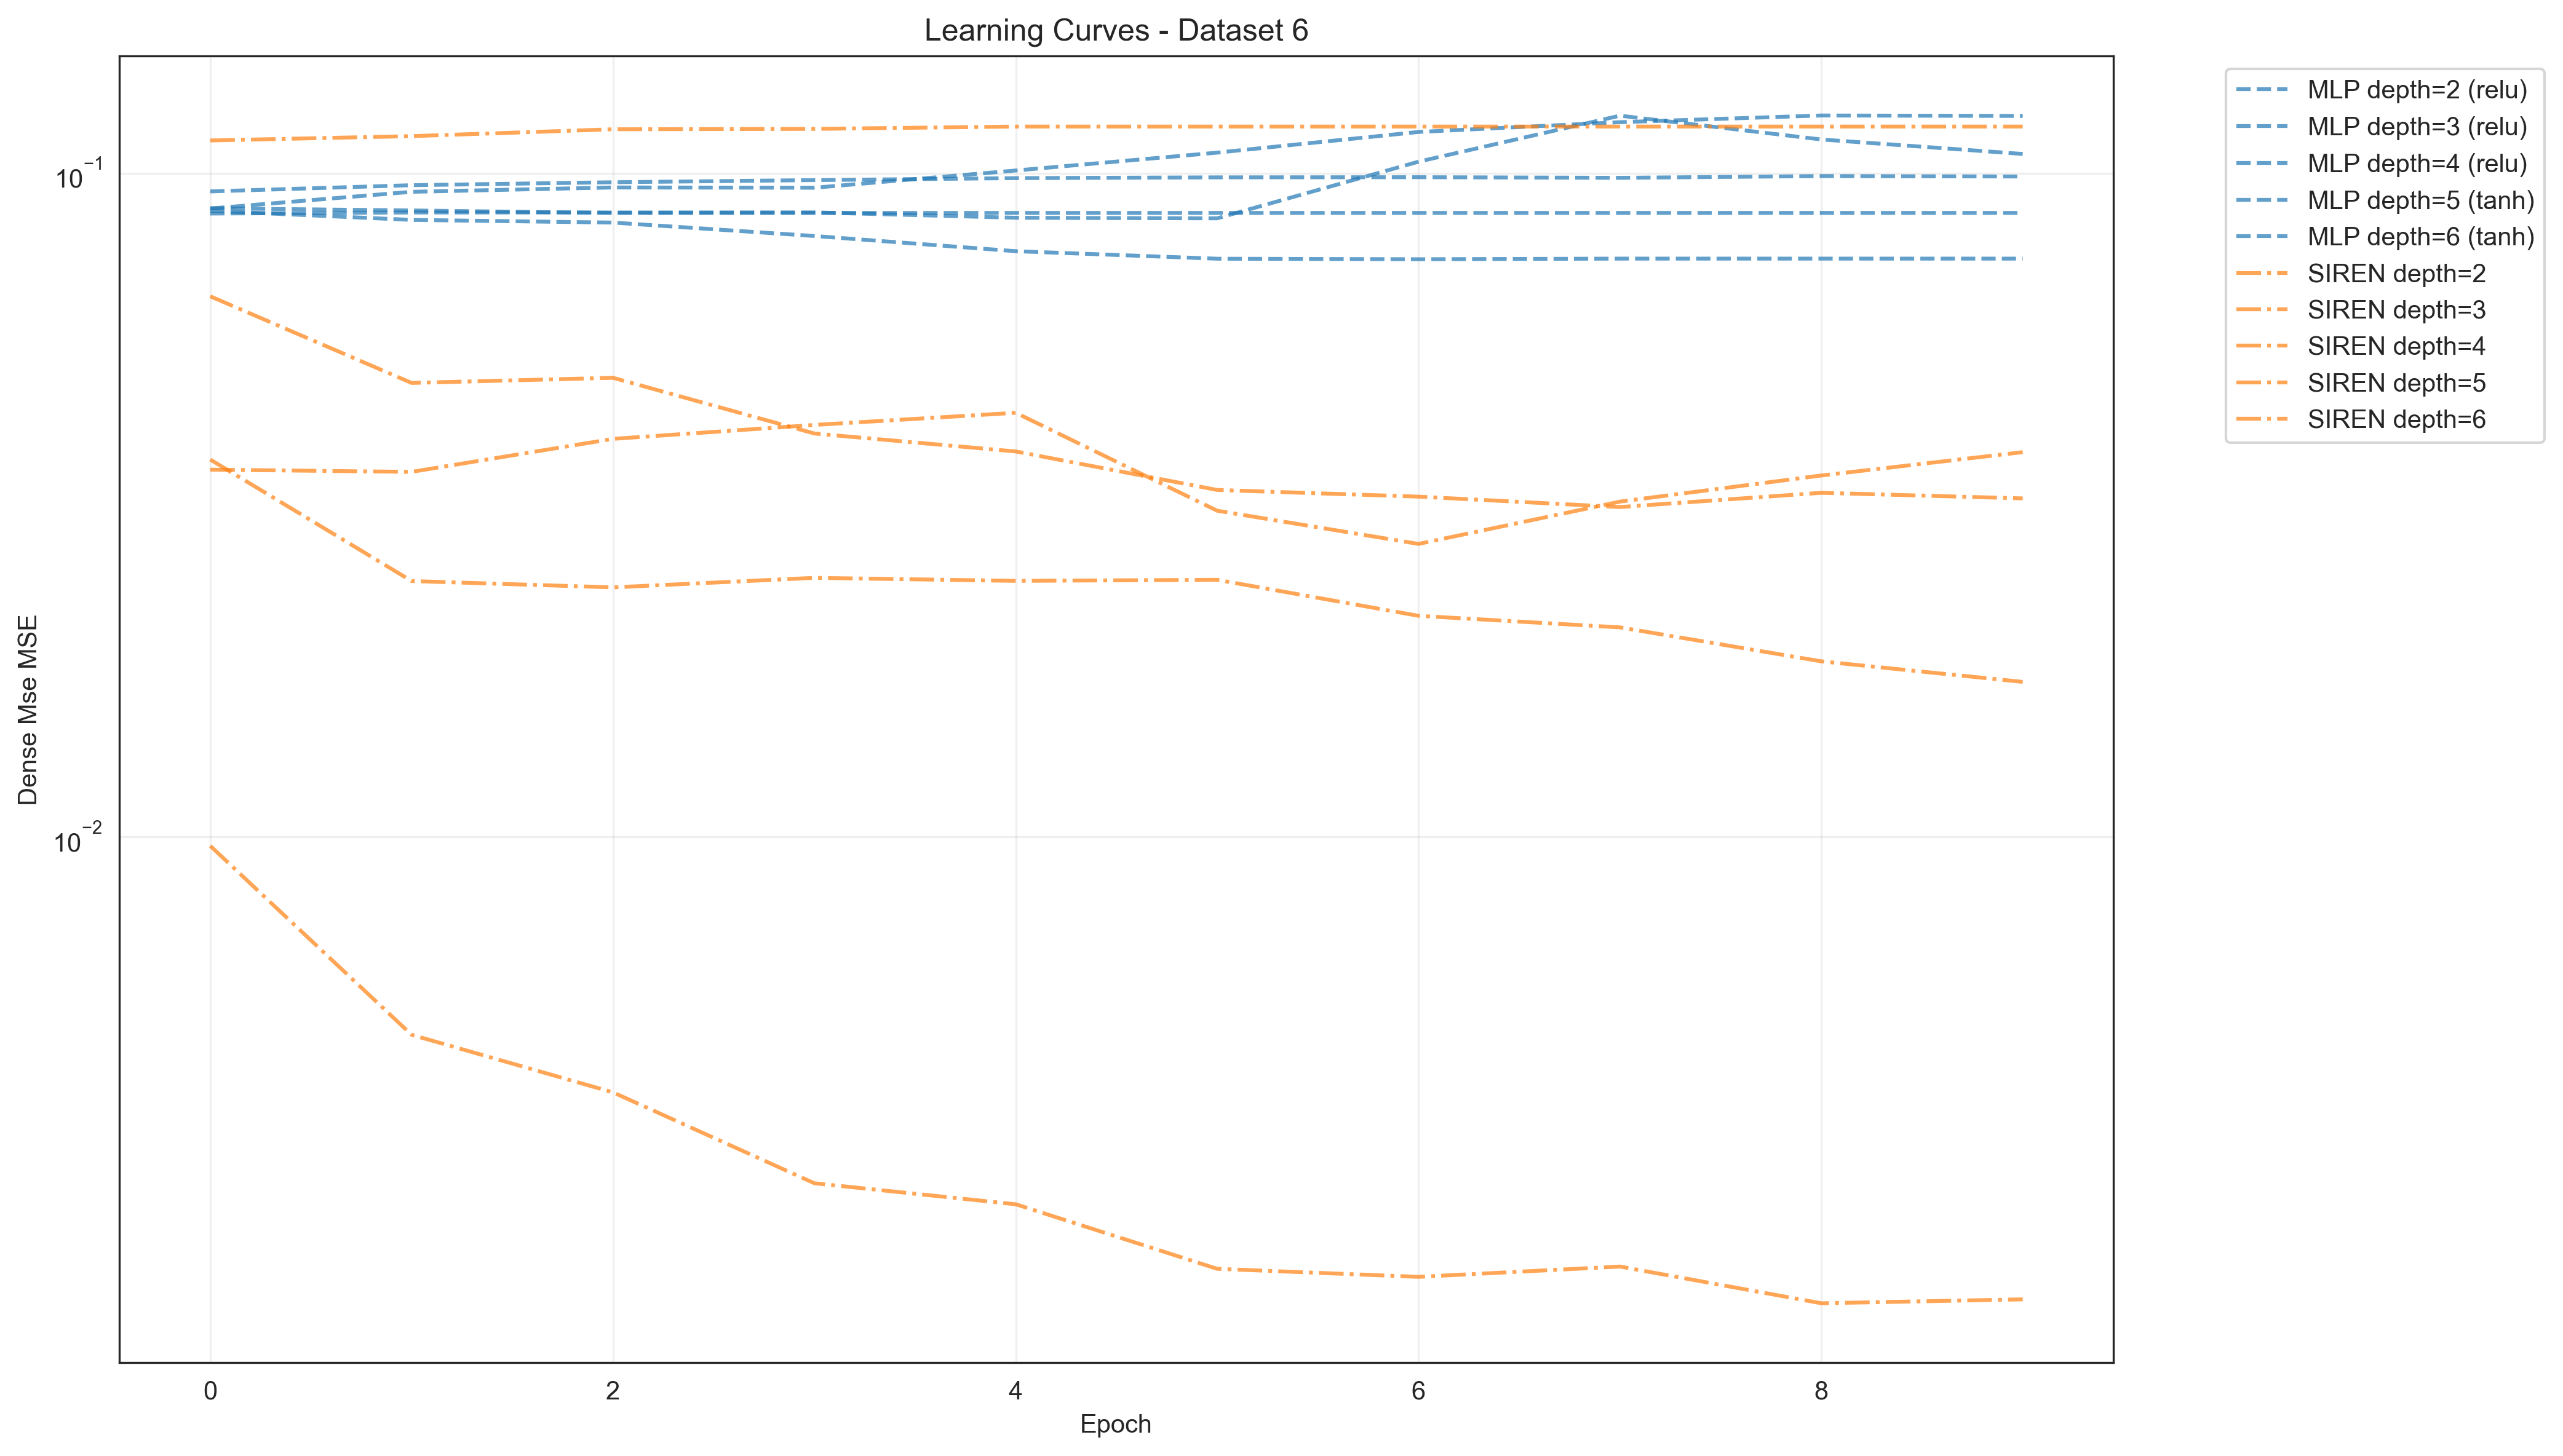 Learning Curves - Dataset 6
MLP depth=2 (relu)
MLP depth=3 (relu)
MLP depth=4 (relu)
MLP depth=5 (tanh)
MLP depth=6 (tanh)
SIREN depth=2
SIREN depth=3
SIREN depth=4
SIREN depth=5
SIREN depth=6
Dense Mse MSE
10⁻¹
10⁻²
0 2 4 6 8
Epoch